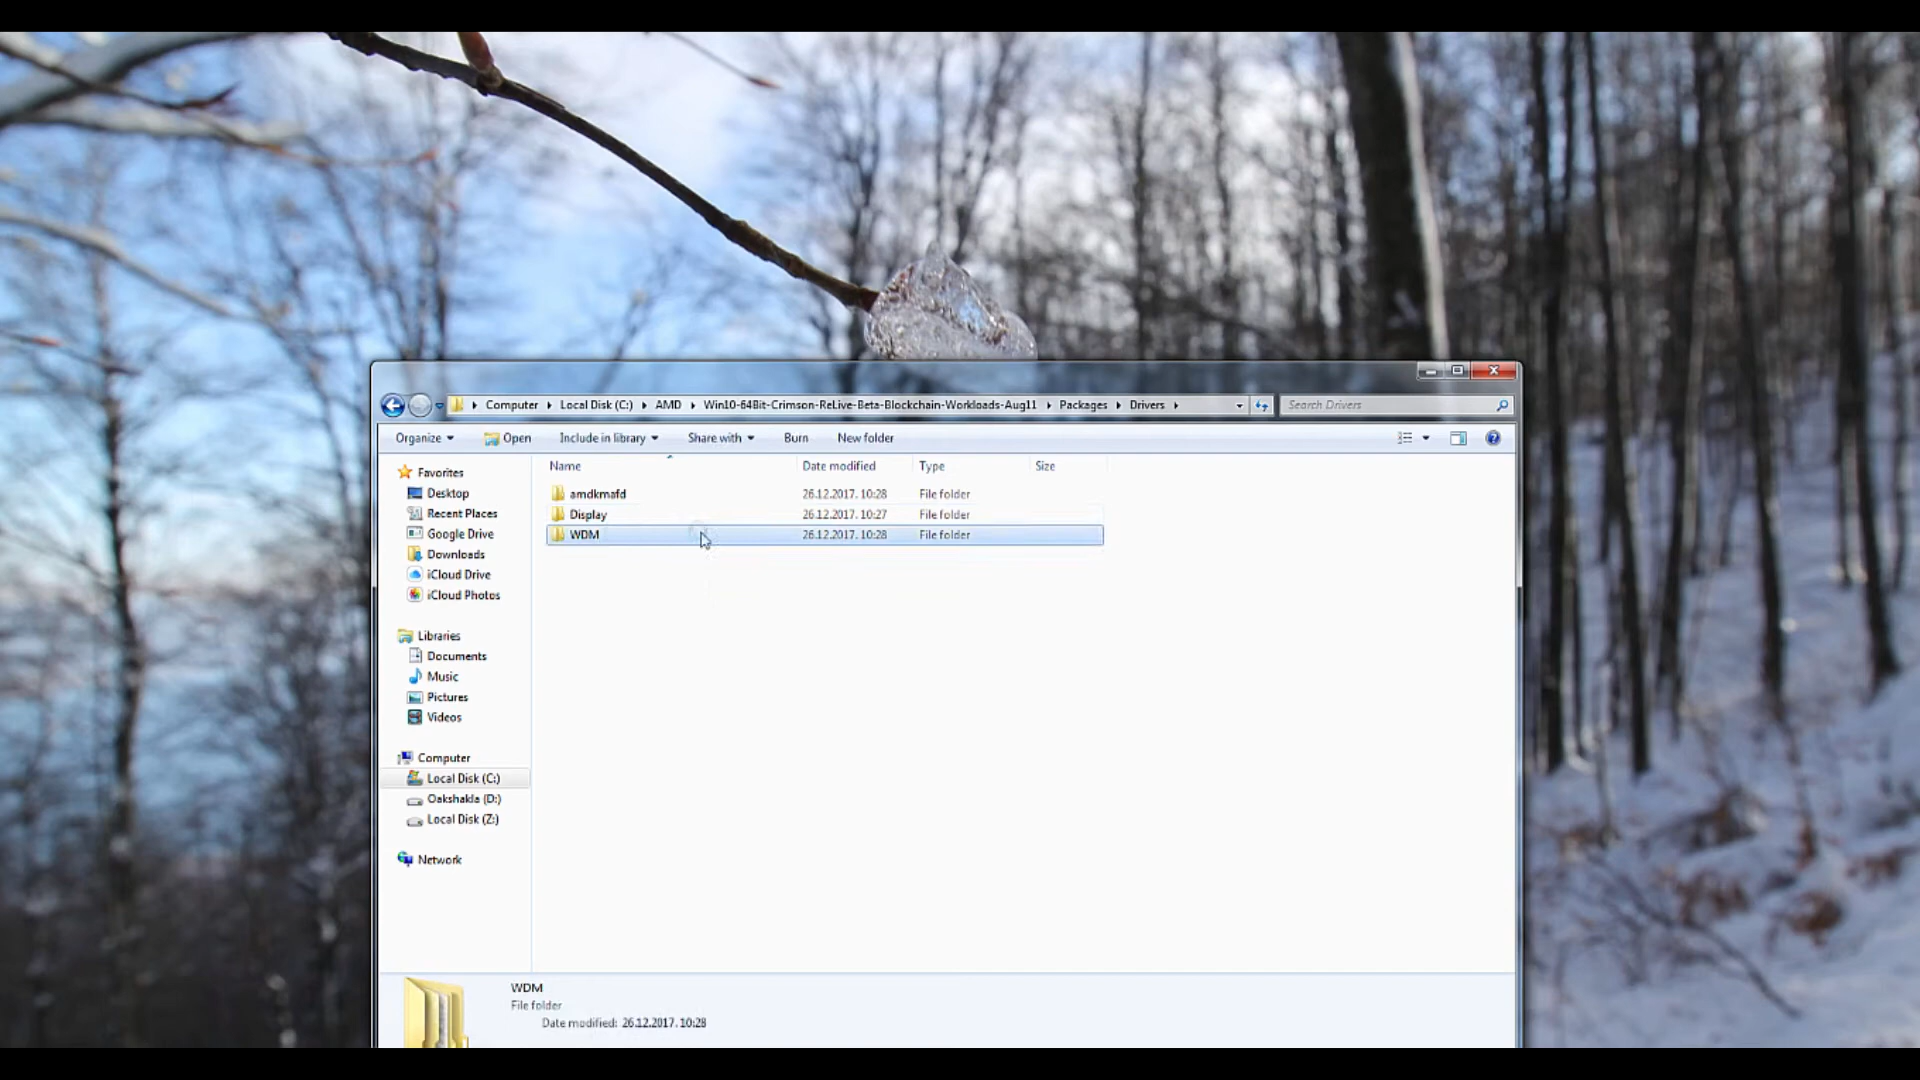 Computer Local Disk (C:) AMD Win10-64Bit-Crimson-ReLive-Beta-Blockchain-Workloads-Aug11 Packages Drivers Search Drivers
Organize Open Include in library Share with Burn New folder
Name Date modified Type Size
amdkmafd 26.12.2017. 10:28 File folder
Display 26.12.2017. 10:27 File folder
WDM 26.12.2017. 10:28 File folder
Favorites
Desktop
Recent Places
Google Drive
Downloads
iCloud Drive
iCloud Photos
Libraries
Documents
Music
Pictures
Videos
Computer
Local Disk (C:)
Oakshakla (D:)
Local Disk (Z:)
Network
WDM
File folder
Date modified: 26.12.2017. 10:28